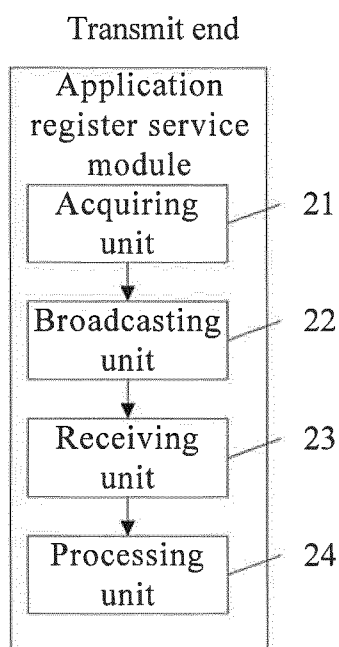 Transmit end
Application
register service
module
Acquiring
unit
21
Broadcasting
unit
22
Receiving
unit
23
Processing
unit
24